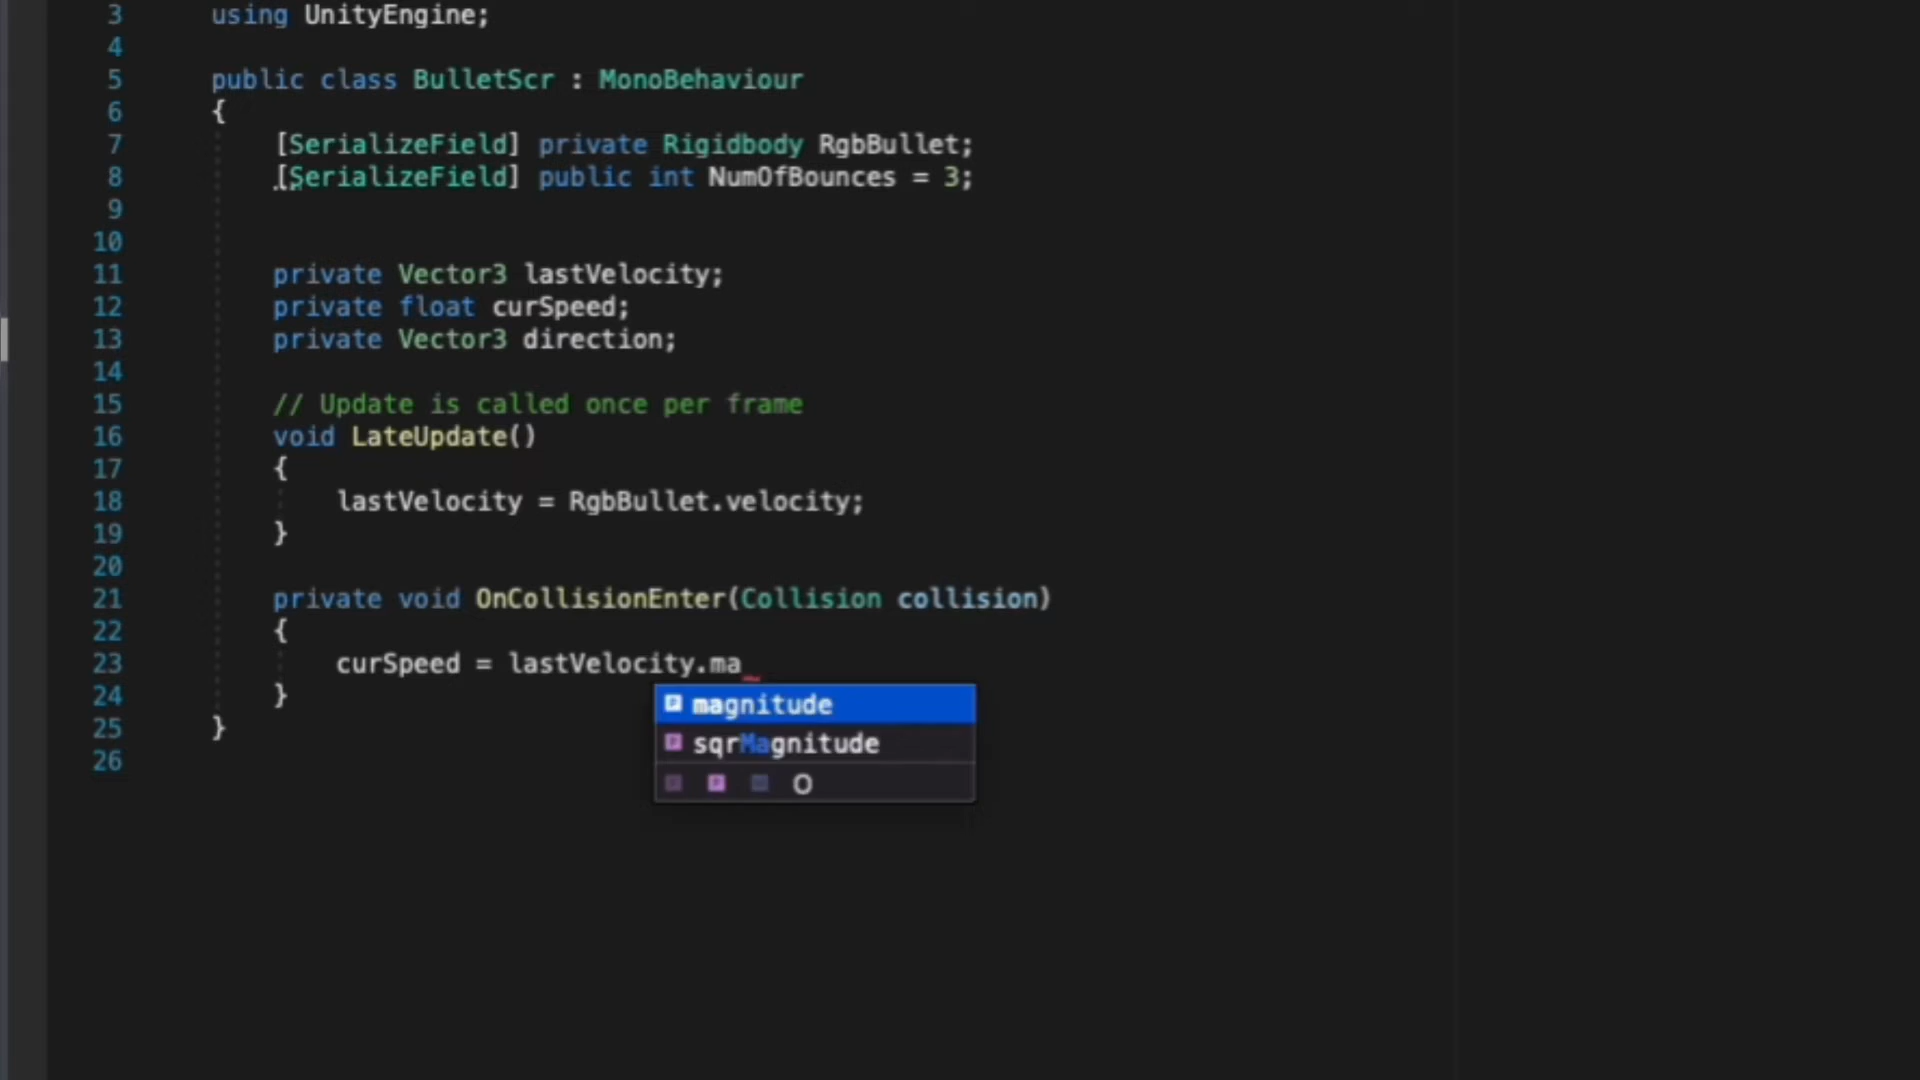 3 using UnityEngine;
4
5 public class BulletScr : MonoBehaviour
6 {
7 [SerializeField] private Rigidbody RgbBullet;
8 [SerializeField] public int NumOfBounces = 3;
9
10
11 private Vector3 lastVelocity;
12 private float curSpeed;
13 private Vector3 direction;
14
15 // Update is called once per frame
16 void LateUpdate()
17 {
18 lastVelocity = RgbBullet.velocity;
19 }
20
21 private void OnCollisionEnter(Collision collision)
22 {
23 curSpeed = lastVelocity.ma
24 }
magnitude
25 }
sqrMagnitude
26